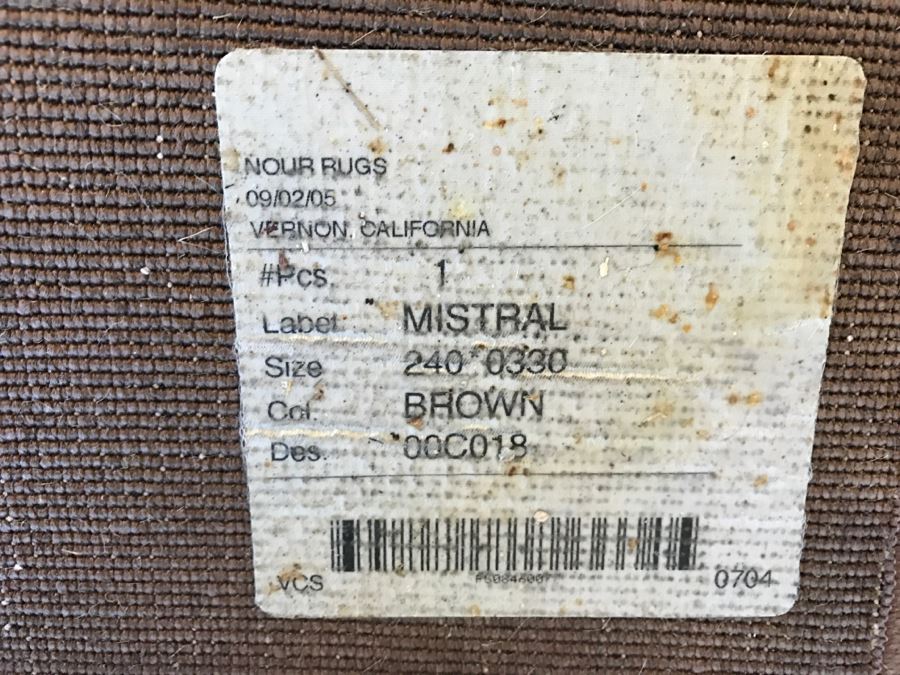 NOUR RUGS
09/02/05
VERNON, CALIFORNIA
#Pcs 1
Label MISTRAL
Size 240*0330
Col. BROWN
Des. 00C018
VCS 0704